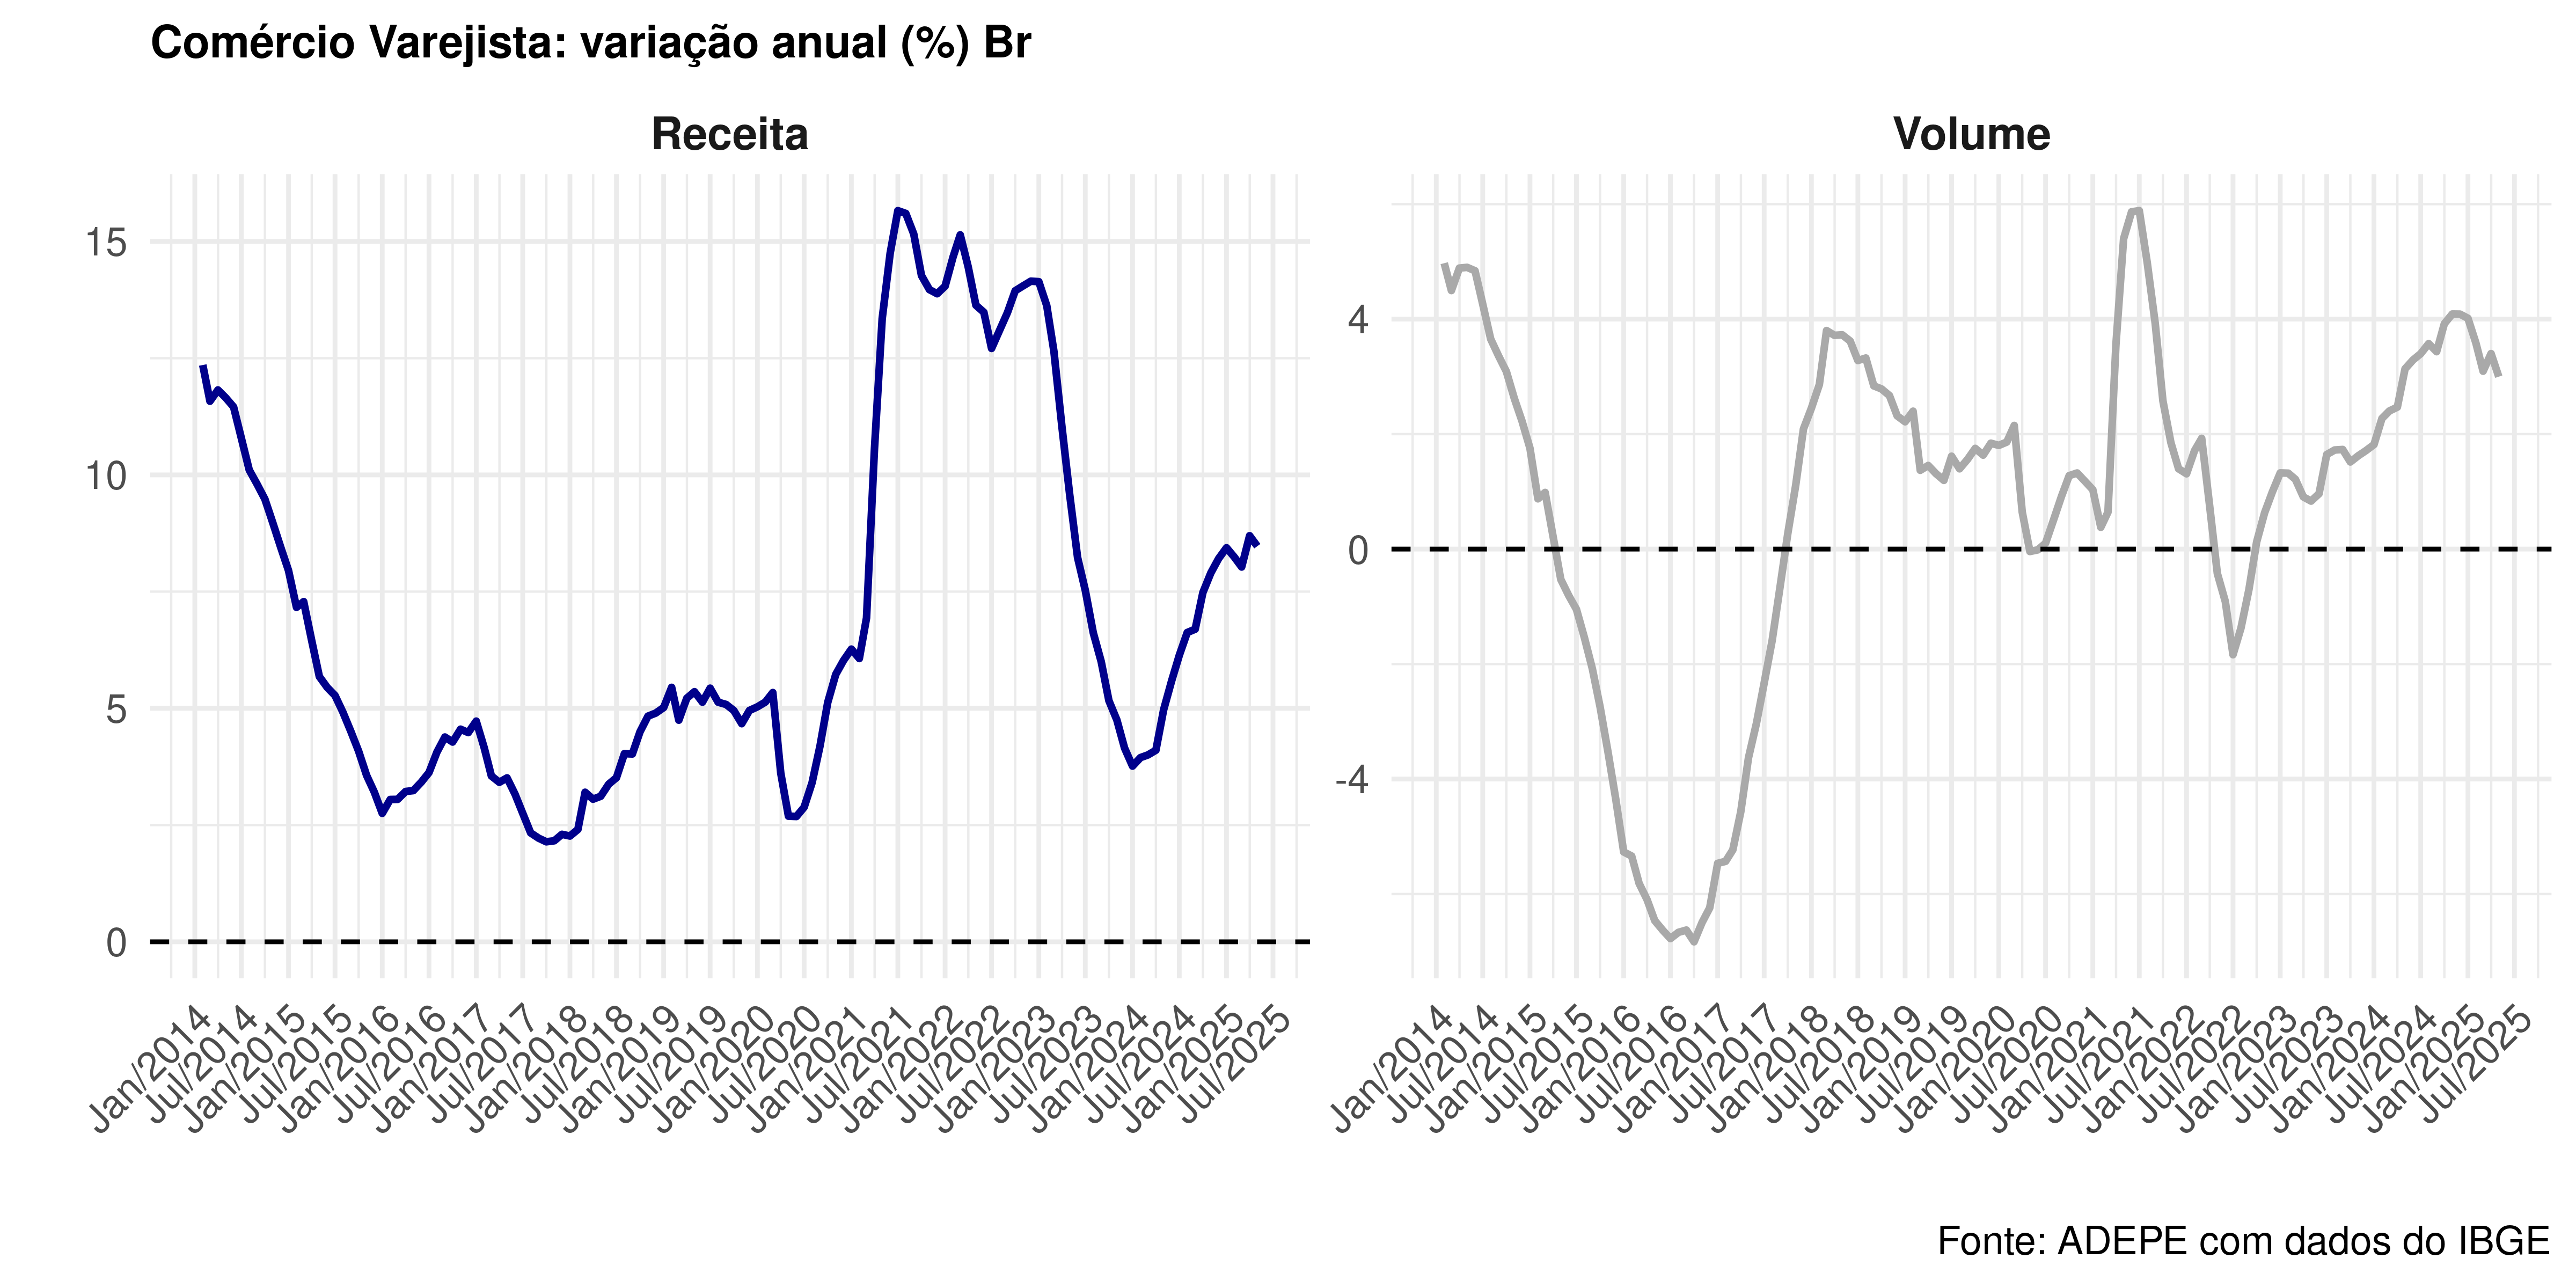 Comércio Varejista: variação anual (%) Br
Receita
Volume
15
10
5
0
4
0
-4
Jan/2014
Jul/2014
Jan/2015
Jul/2015
Jan/2016
Jul/2016
Jan/2017
Jul/2017
Jan/2018
Jul/2018
Jan/2019
Jul/2019
Jan/2020
Jul/2020
Jan/2021
Jul/2021
Jan/2022
Jul/2022
Jan/2023
Jul/2023
Jan/2024
Jul/2024
Jan/2025
Jul/2025
Jan/2014
Jul/2014
Jan/2015
Jul/2015
Jan/2016
Jul/2016
Jan/2017
Jul/2017
Jan/2018
Jul/2018
Jan/2019
Jul/2019
Jan/2020
Jul/2020
Jan/2021
Jul/2021
Jan/2022
Jul/2022
Jan/2023
Jul/2023
Jan/2024
Jul/2024
Jan/2025
Jul/2025
Fonte: ADEPE com dados do IBGE